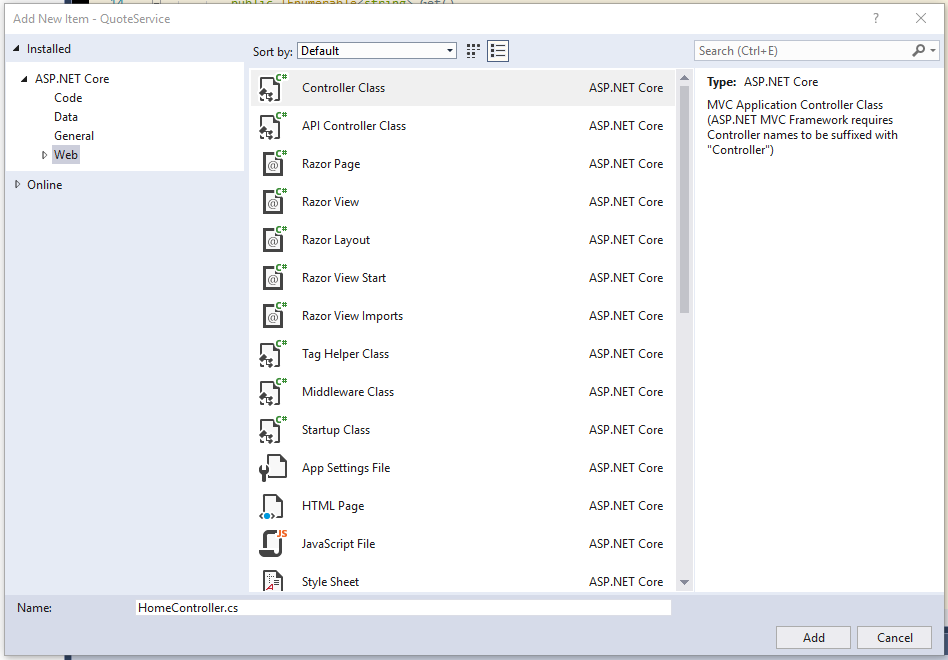 14 public IEnumerable<string> Get()
Add New Item - QuoteService
?
Installed
Sort by: Default
Search (Ctrl+E)
ASP.NET Core
Code
Data
General
Web
Online
C# Controller Class ASP.NET Core
C# API Controller Class ASP.NET Core
C# @ Razor Page ASP.NET Core
C# @ Razor View ASP.NET Core
C# @ Razor Layout ASP.NET Core
C# @ Razor View Start ASP.NET Core
C# @ Razor View Imports ASP.NET Core
C# Tag Helper Class ASP.NET Core
C# Middleware Class ASP.NET Core
C# Startup Class ASP.NET Core
App Settings File ASP.NET Core
HTML Page ASP.NET Core
JS JavaScript File ASP.NET Core
A Style Sheet ASP.NET Core
Type: ASP.NET Core
MVC Application Controller Class
(ASP.NET MVC Framework requires
Controller names to be suffixed with
"Controller")
Name: HomeController.cs
Add Cancel